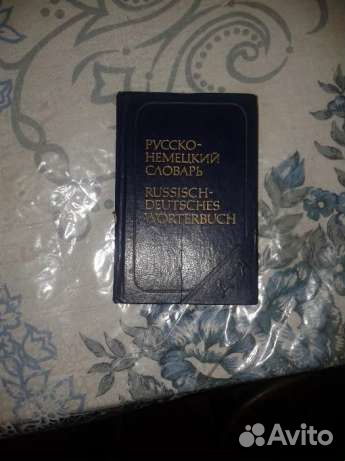 РУССКО-
НЕМЕЦКИЙ
СЛОВАРЬ
RUSSISCH-
DEUTSCHES
WÖRTERBUCH
Avito